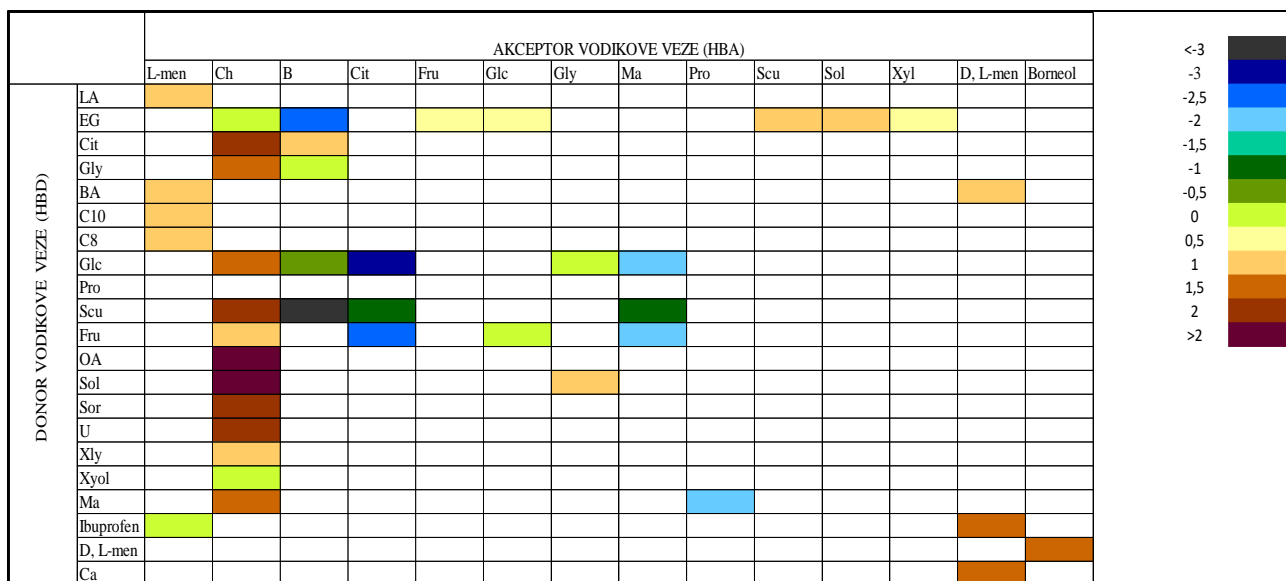 AKCEPTOR VODIKOVE VEZE (HBA)
L-men Ch B Cit Fru Glc Gly Ma Pro Scu Sol Xyl D, L-men Borneol
DONOR VODIKOVE VEZE (HBD)
LA
EG
Cit
Gly
BA
C10
C8
Glc
Pro
Scu
Fru
OA
Sol
Sor
U
Xly
Xyol
Ma
Ibuprofen
D, L-men
Ca
<-3
-3
-2,5
-2
-1,5
-1
-0,5
0
0,5
1
1,5
2
>2